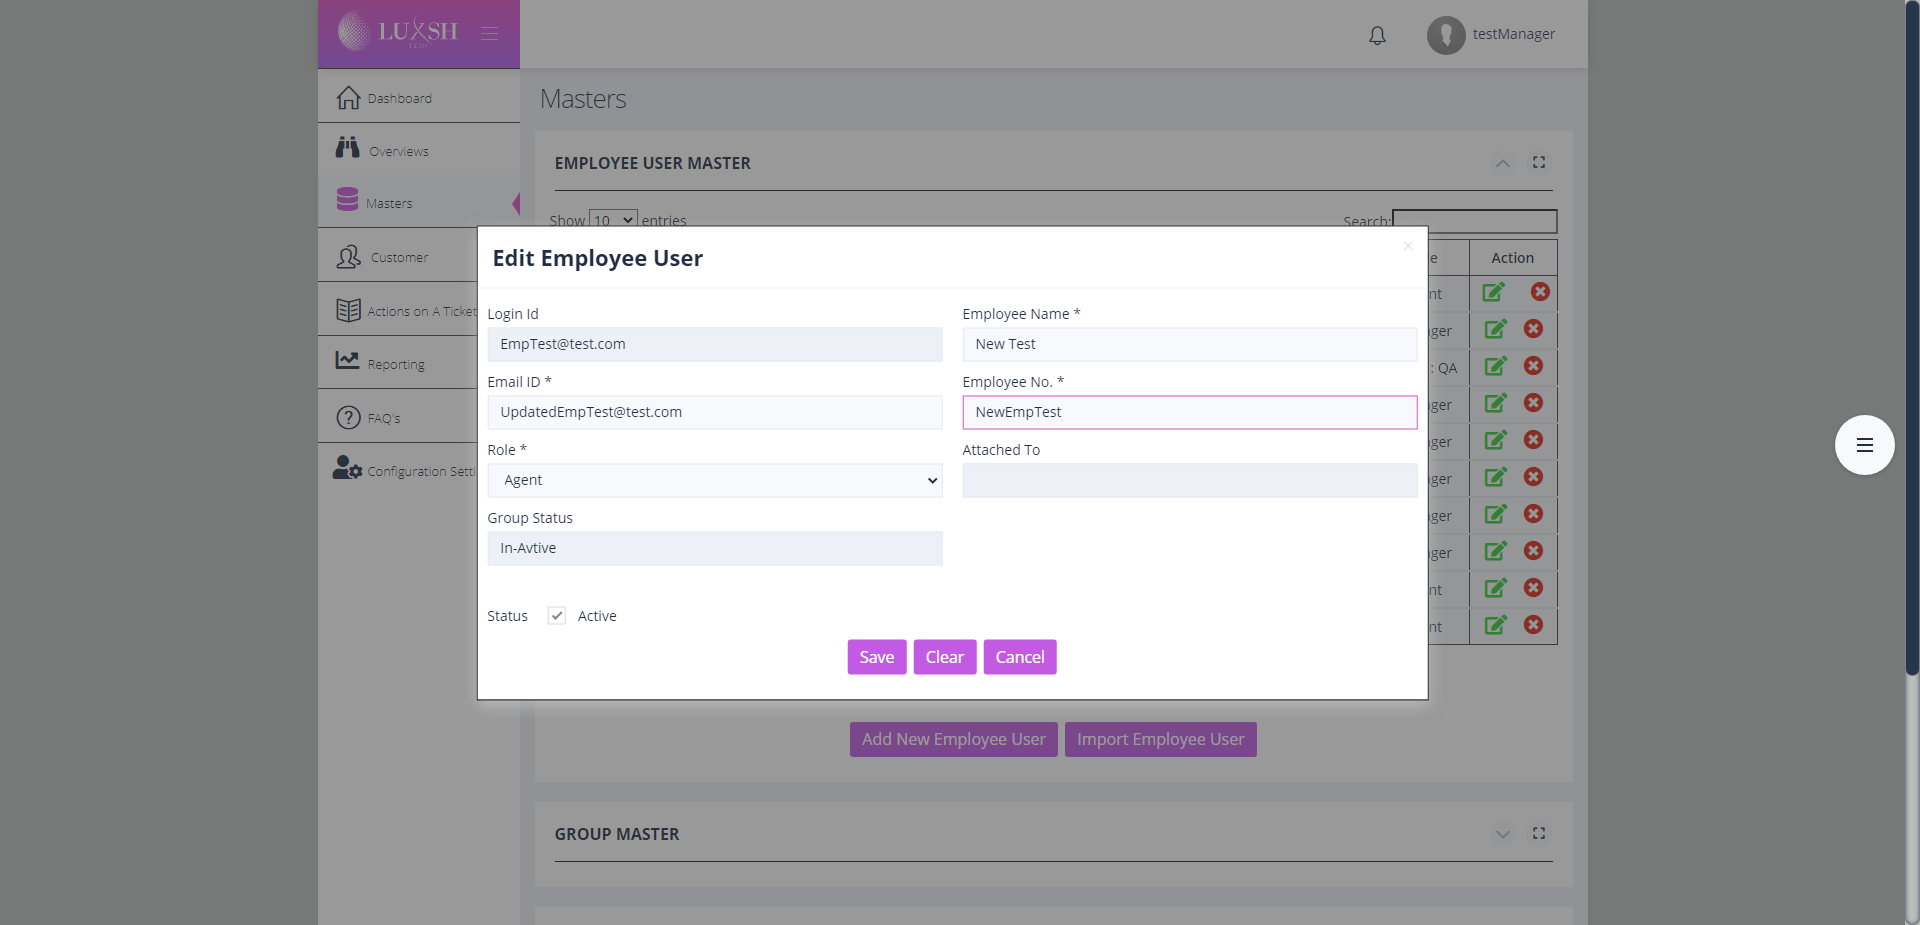 LUXSH
testManager
Dashboard
Overviews
Masters
Customer
Actions on A Ticket
Reporting
FAQ's
Configuration Setti
Masters
EMPLOYEE USER MASTER
Show 10 entries
Search:
e
Action
nt
ger
: QA
ger
ger
ger
ger
ger
nt
nt
Edit Employee User
×
Login Id
Employee Name *
EmpTest@test.com
New Test
Email ID *
Employee No. *
UpdatedEmpTest@test.com
NewEmpTest
Role *
Attached To
Agent
Group Status
In-Avtive
Status Active
Save Clear Cancel
Add New Employee User Import Employee User
GROUP MASTER